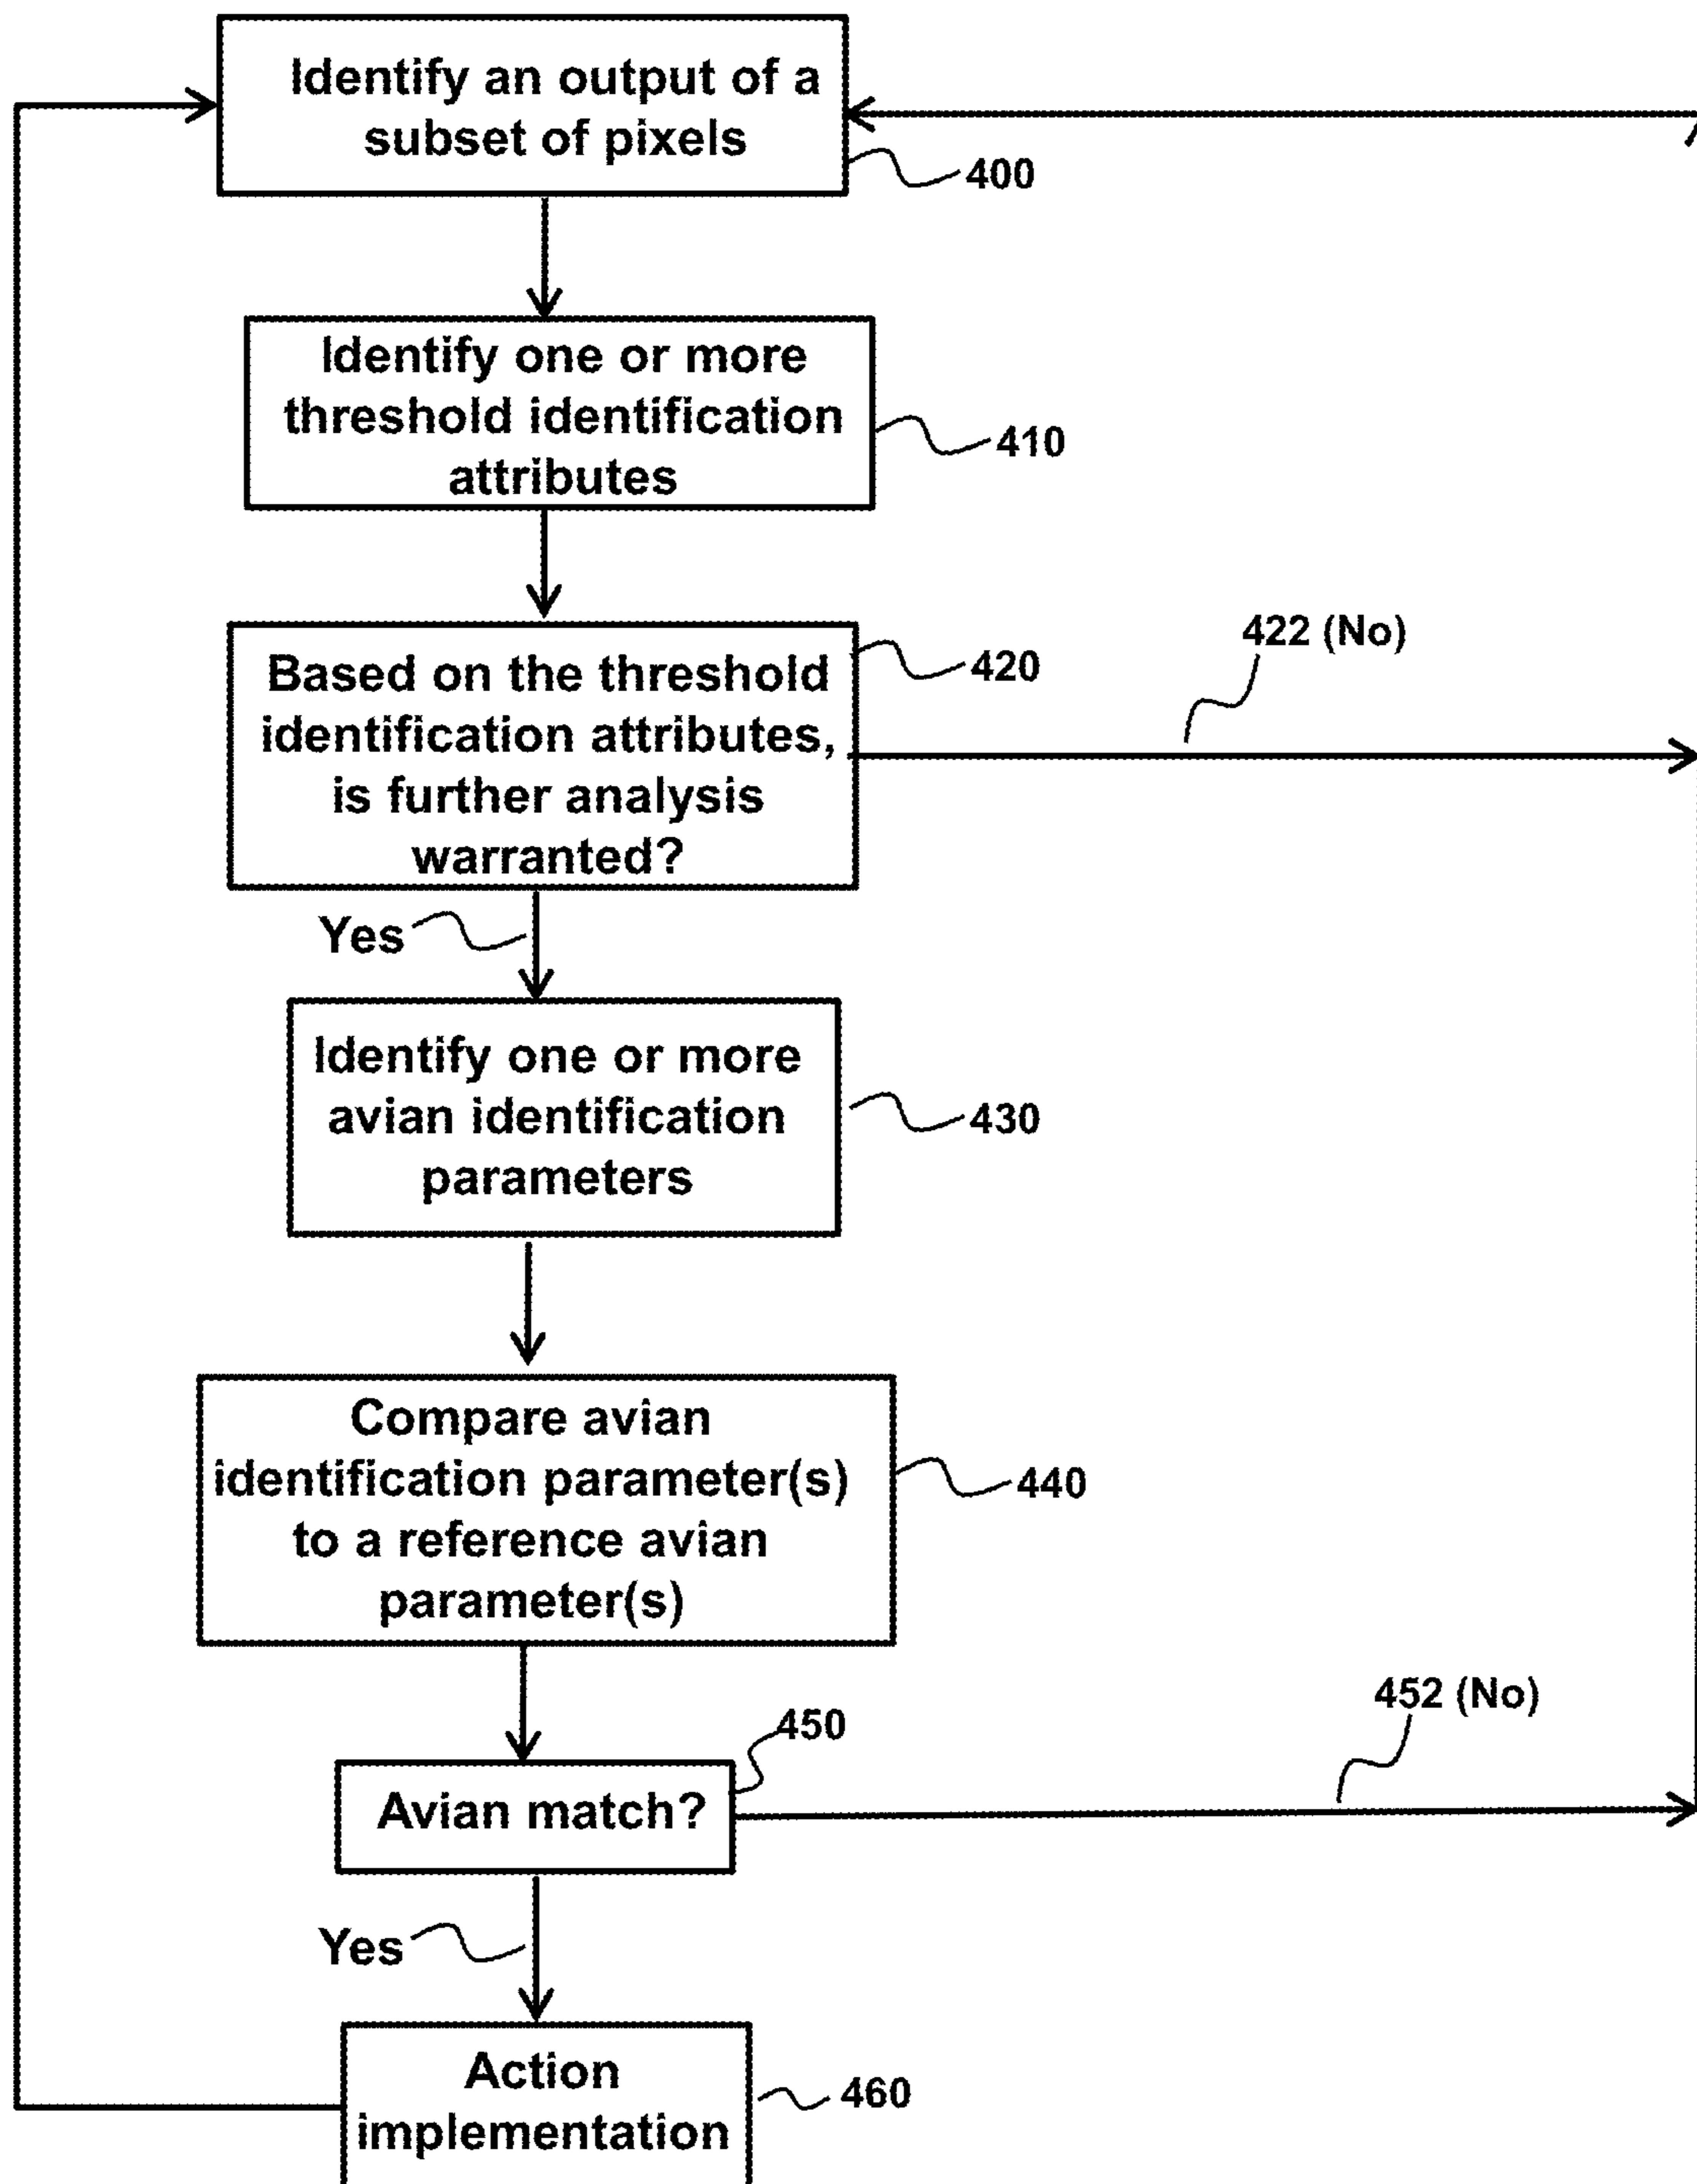 Identify an output of a
subset of pixels
400
Identify one or more
threshold identification
attributes
410
422 (No)
420
Based on the threshold
identification attributes,
is further analysis
warranted?
Yes
Identify one or more
avian identification
parameters
430
Compare avian
identification parameter(s)
to a reference avian
parameter(s)
440
452 (No)
450
Avian match?
Yes
Action
implementation
460